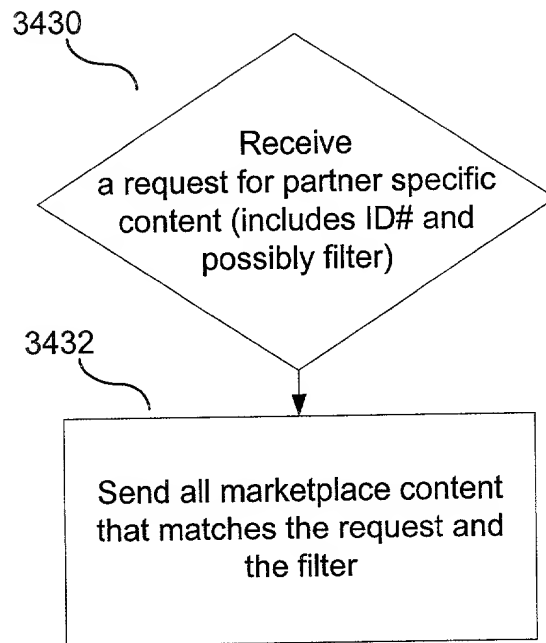 3430
Receive
a request for partner specific
content (includes ID# and
possibly filter)
3432
Send all marketplace content
that matches the request and
the filter